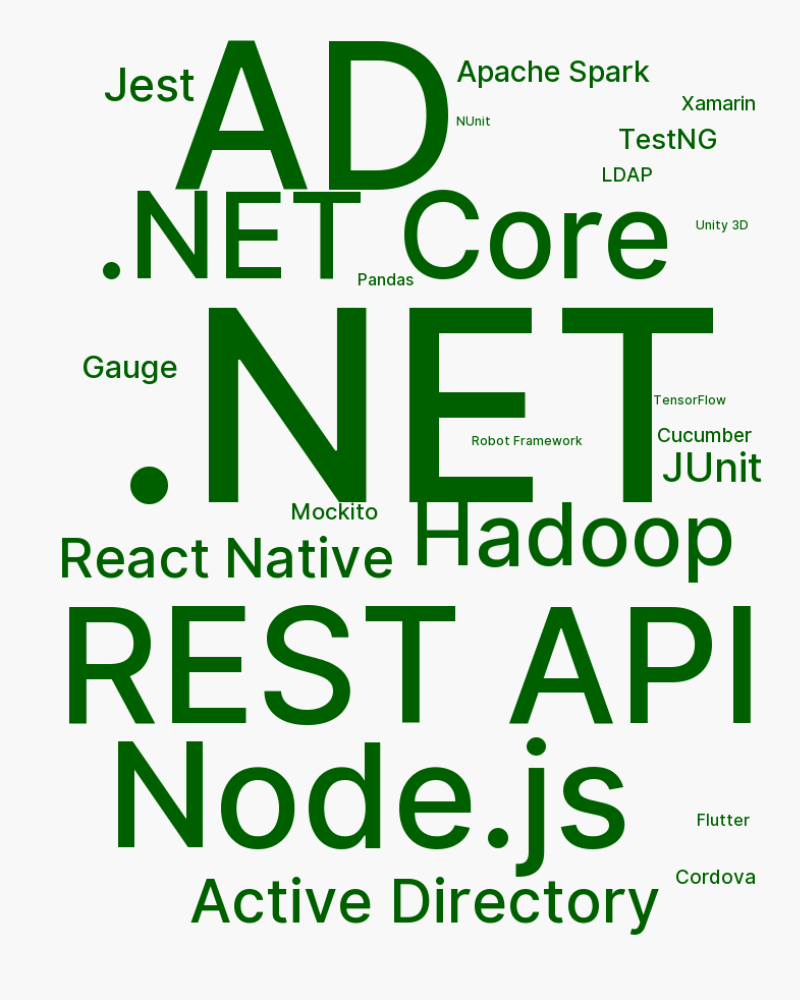 AD
Jest
Apache Spark
Xamarin
NUnit
TestNG
LDAP
.NET Core
Unity 3D
Pandas
.NET
Gauge
TensorFlow
Robot Framework
Cucumber
JUnit
Mockito
Hadoop
React Native
REST API
Node.js
Flutter
Cordova
Active Directory